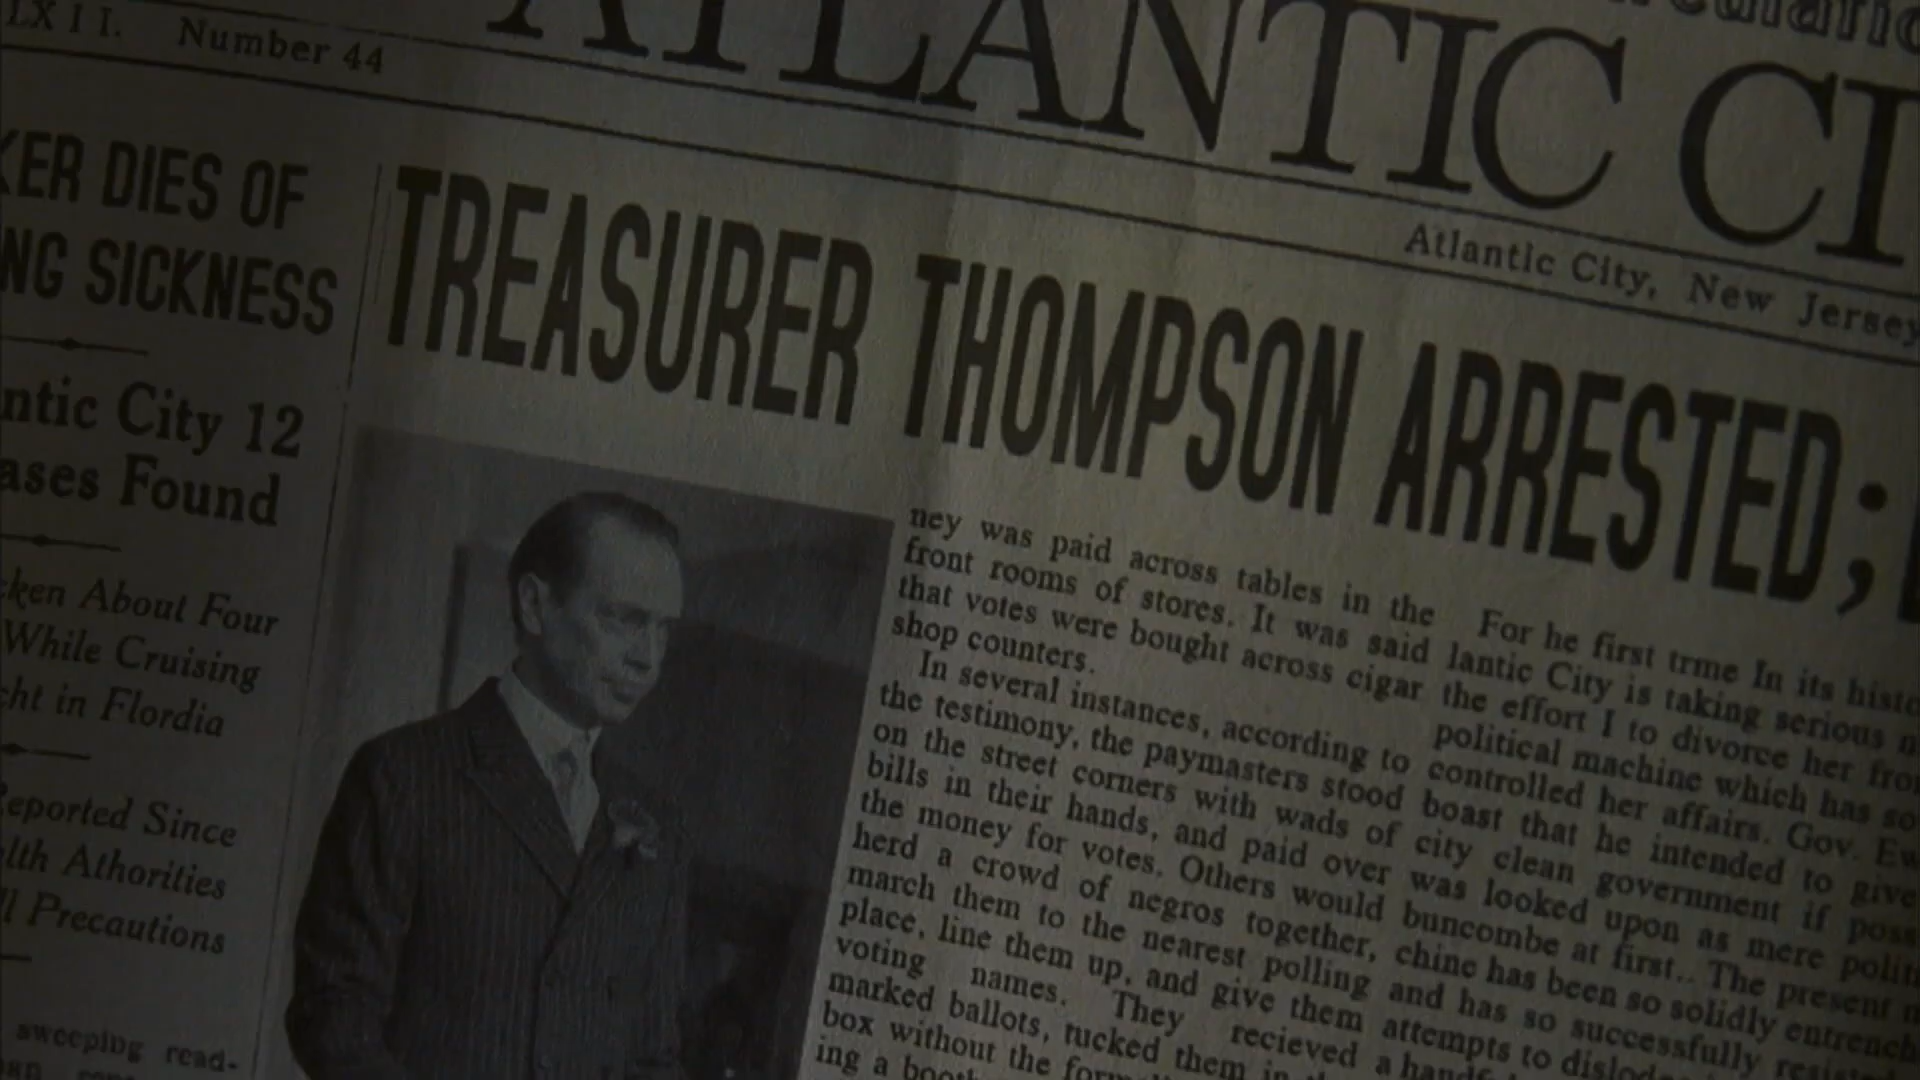 LXII. Number 44
ATLANTIC CI
Atlantic City, New Jersey
KER DIES OF
NG SICKNESS
ntic City 12
ases Found
ken About Four
While Cruising
cht in Flordia
Reported Since
lth Athorities
l Precautions
sweeping read-
TREASURER THOMPSON ARRESTED;
ney was paid across tables in the
front rooms of stores. It was said
that votes were bought across cigar
shop counters.
In several instances, according to
the testimony, the paymasters stood
on the street corners with wads of
bills in their hands, and paid over
the money for votes. Others would
herd a crowd of negros together,
march them to the nearest polling
place, line them up, and give them
voting names. They recieved
marked ballots, tucked them in
box without the
ing a
For he first trme In its histo
lantic City is taking serious
the effort I to divorce her from
political machine which has so
controlled her affairs. Gov.
boast that he intended to give
city clean government if poss
was looked upon as mere polit
buncombe at first.. The present
chine has been so solidly entrench
and has so successfully resisted
attempts to
a